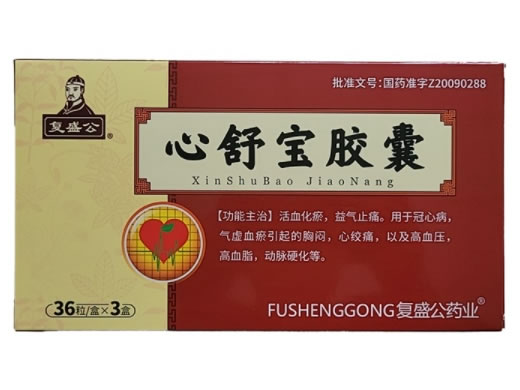 复盛公®
批准文号：国药准字Z20090288
心舒宝胶囊
XinShuBao JiaoNang
【功能主治】活血化瘀，益气止痛。用于冠心病，
气虚血瘀引起的胸闷，心绞痛，以及高血压，
高血脂，动脉硬化等。
36粒/盒×3盒
FUSHENGGONG复盛公药业®